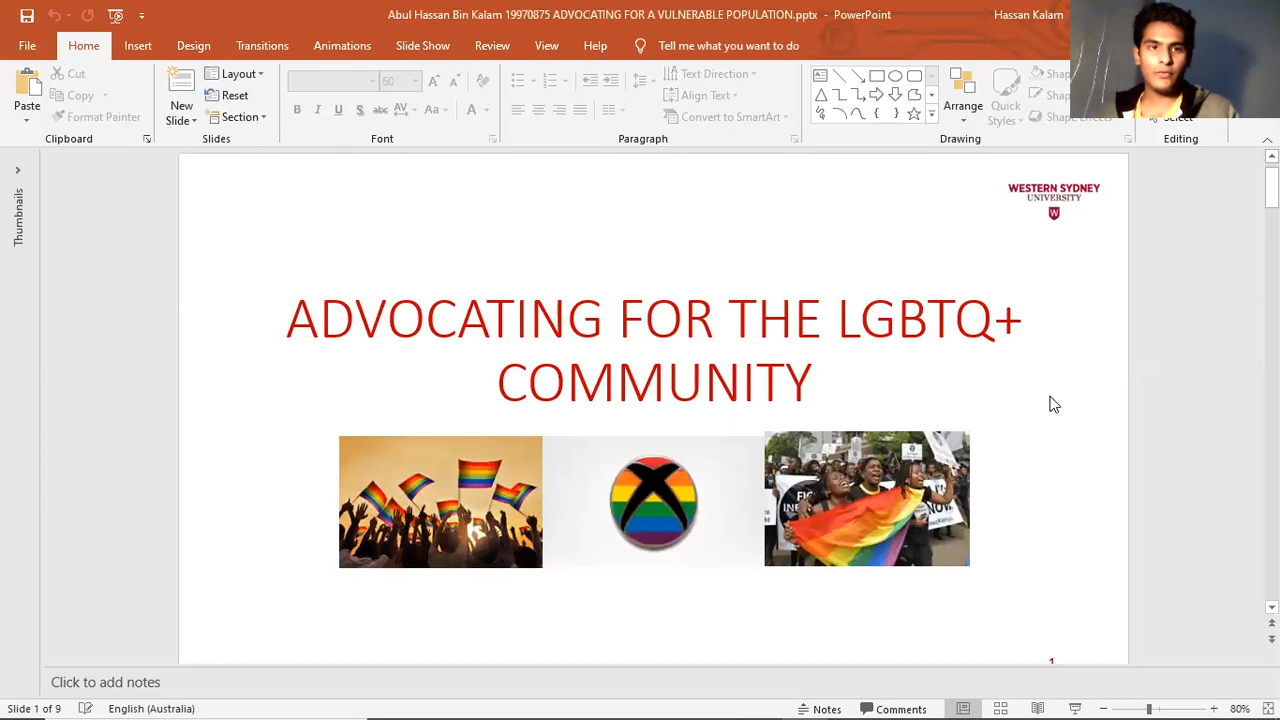 Abul Hassan Bin Kalam 19970875 ADVOCATING FOR A VULNERABLE POPULATION.pptx - PowerPoint
Hassan Kalam
File Home Insert Design Transitions Animations Slide Show Review View Help Tell me what you want to do
Paste
Cut
Copy
Format Painter
Clipboard
New Slide
Layout
Reset
Section
Slides
60
Font
Text Direction
Align Text
Convert to SmartArt
Paragraph
Arrange
Quick Styles
Drawing
Select
Editing
Thumbnails
WESTERN SYDNEY
UNIVERSITY
W
ADVOCATING FOR THE LGBTQ+
COMMUNITY
1
Click to add notes
Slide 1 of 9 English (Australia) Notes Comments 80%